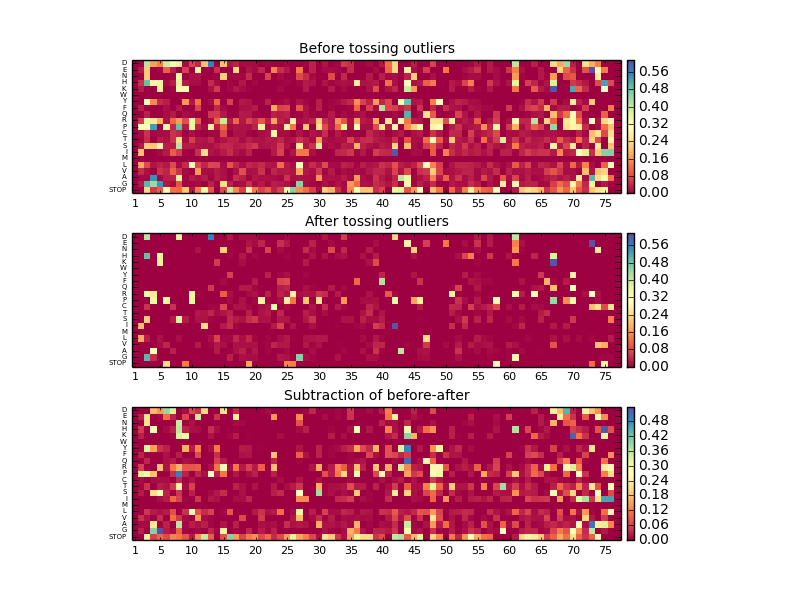 Before tossing outliers
D
E
N
H
K
W
Y
F
Q
R
P
C
T
S
I
M
L
V
A
G
STOP
0.56
0.48
0.40
0.32
0.24
0.16
0.08
0.00
1 5 10 15 20 25 30 35 40 45 50 55 60 65 70 75
After tossing outliers
D
E
N
H
K
W
Y
F
Q
R
P
C
T
S
I
M
L
V
A
G
STOP
0.56
0.48
0.40
0.32
0.24
0.16
0.08
0.00
1 5 10 15 20 25 30 35 40 45 50 55 60 65 70 75
Subtraction of before-after
D
E
N
H
K
W
Y
F
Q
R
P
C
T
S
I
M
L
V
A
G
STOP
0.48
0.42
0.36
0.30
0.24
0.18
0.12
0.06
0.00
1 5 10 15 20 25 30 35 40 45 50 55 60 65 70 75